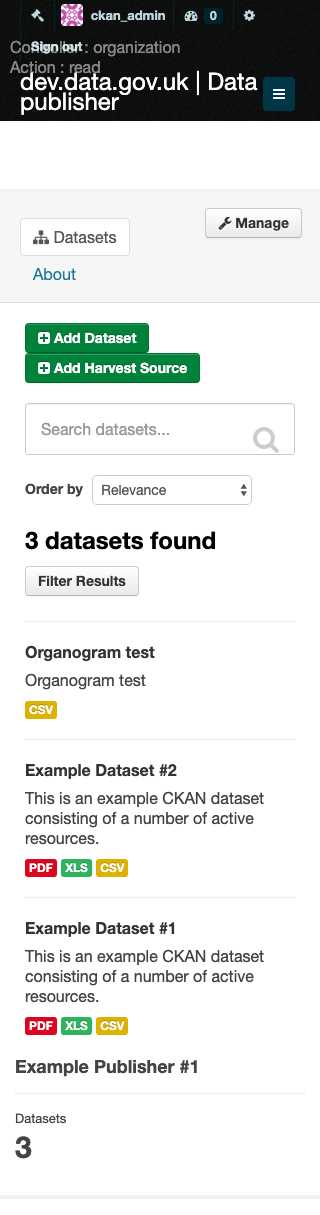 ckan_admin 0
Controller : organization
Sign out
Action : read
dev.data.gov.uk | Data
publisher
Datasets
Manage
About
Add Dataset
Add Harvest Source
Search datasets...
Order by Relevance
3 datasets found
Filter Results
Organogram test
Organogram test
CSV
Example Dataset #2
This is an example CKAN dataset
consisting of a number of active
resources.
PDF XLS CSV
Example Dataset #1
This is an example CKAN dataset
consisting of a number of active
resources.
PDF XLS CSV
Example Publisher #1
Datasets
3